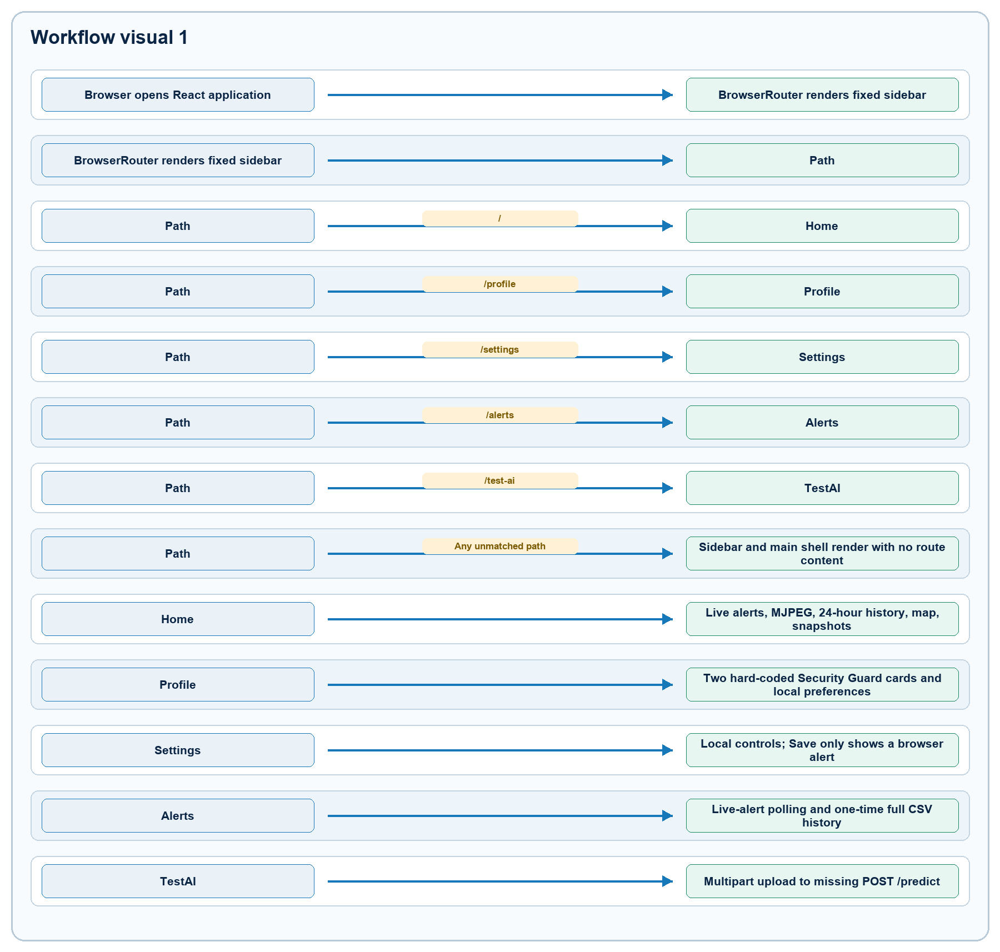 Workflow visual 1
Browser opens React application
BrowserRouter renders fixed sidebar
BrowserRouter renders fixed sidebar
Path
Path
/
Home
Path
/profile
Profile
Path
/settings
Settings
Path
/alerts
Alerts
Path
/test-ai
TestAI
Path
Any unmatched path
Sidebar and main shell render with no route
content
Home
Live alerts, MJPEG, 24-hour history, map,
snapshots
Profile
Two hard-coded Security Guard cards and
local preferences
Settings
Local controls; Save only shows a browser
alert
Alerts
Live-alert polling and one-time full CSV
history
TestAI
Multipart upload to missing POST /predict